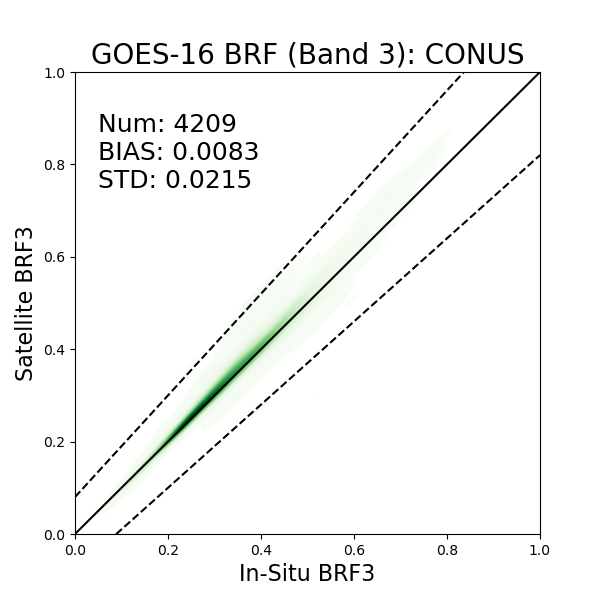 GOES-16 BRF (Band 3): CONUS
Num: 4209
BIAS: 0.0083
STD: 0.0215
Satellite BRF3
1.0
0.8
0.6
0.4
0.2
0.0
0.0 0.2 0.4 0.6 0.8 1.0
In-Situ BRF3